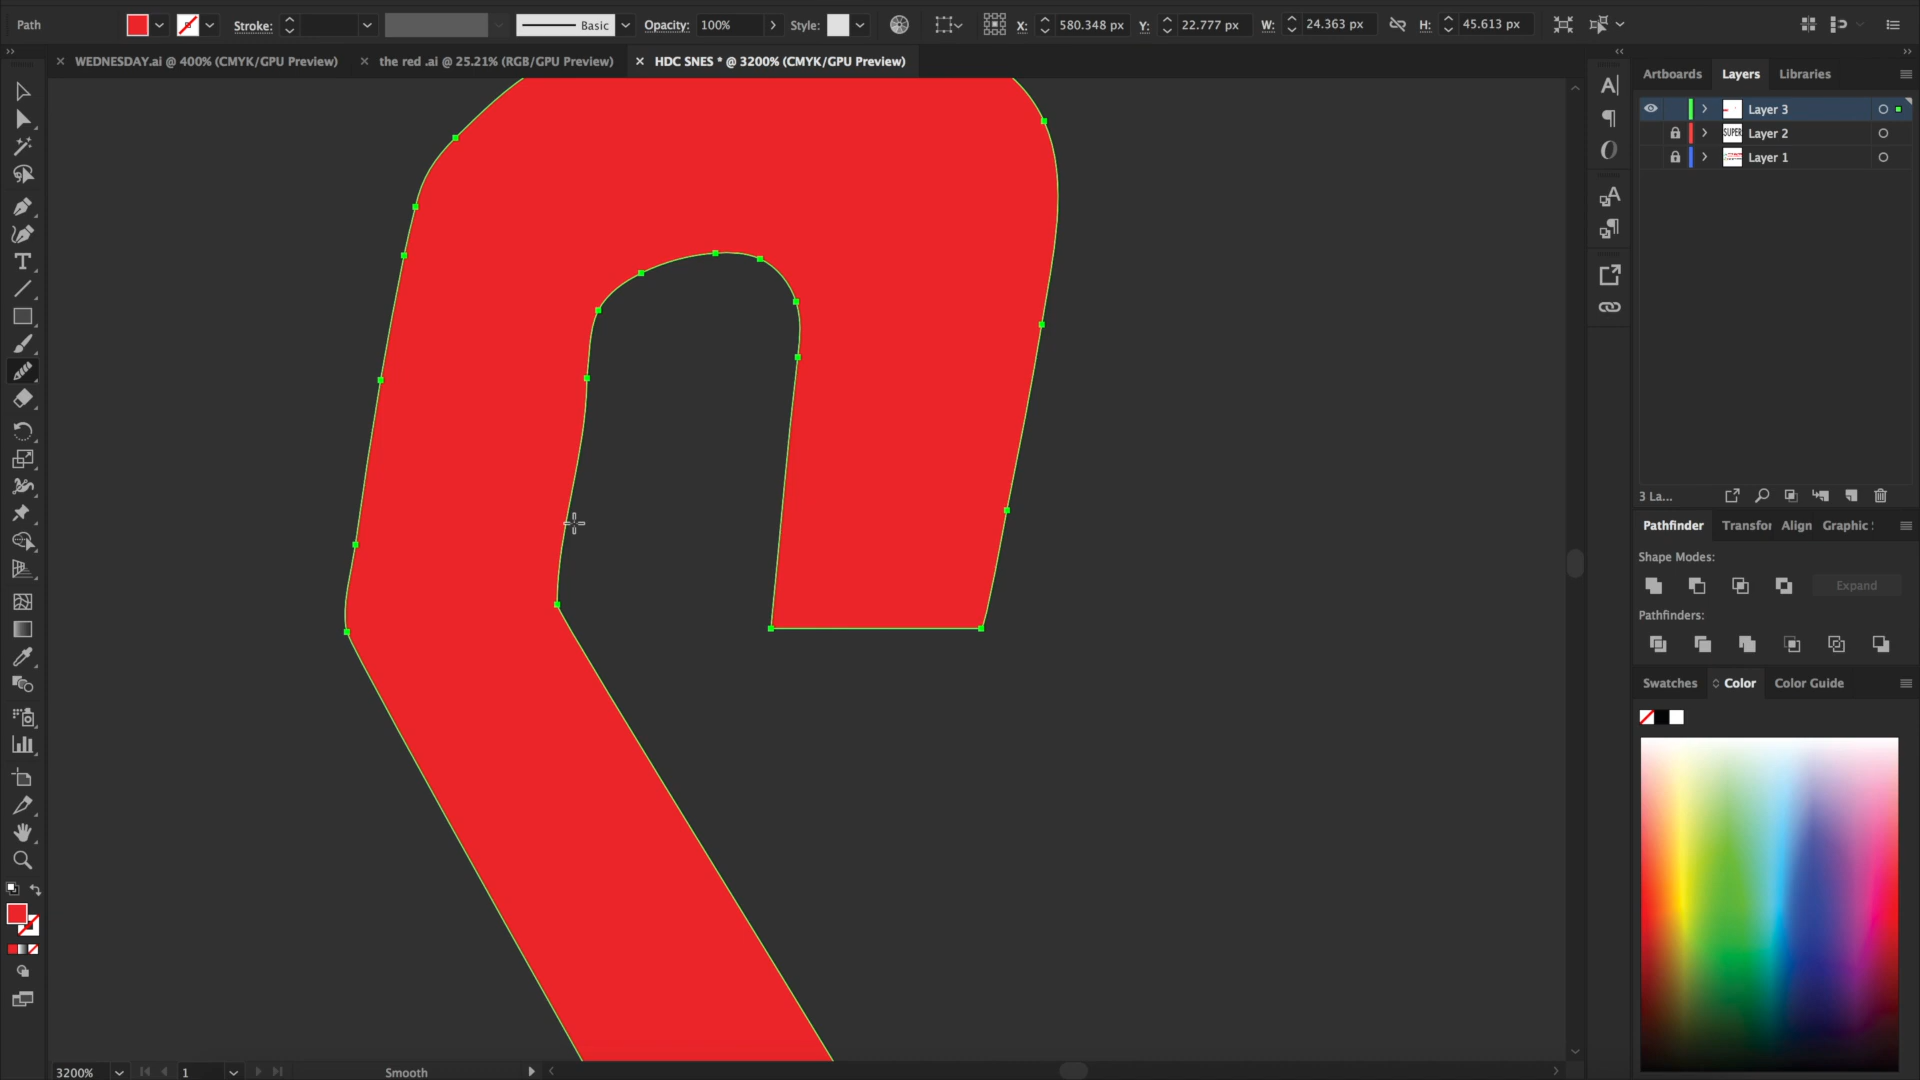 Path Stroke: Basic Opacity: 100% Style: X: 580.348 px Y: 22.777 px W: 24.363 px H: 45.613 px
WEDNESDAY.ai @ 400% (CMYK/GPU Preview) the red .ai @ 25.21% (RGB/GPU Preview) HDC SNES * @ 3200% (CMYK/GPU Preview)
Artboards Layers Libraries
Layer 3
SUPER Layer 2
Layer 1
3 La...
Pathfinder Transfor Align Graphic
Shape Modes:
Expand
Pathfinders:
Swatches Color Color Guide
3200% 1 Smooth